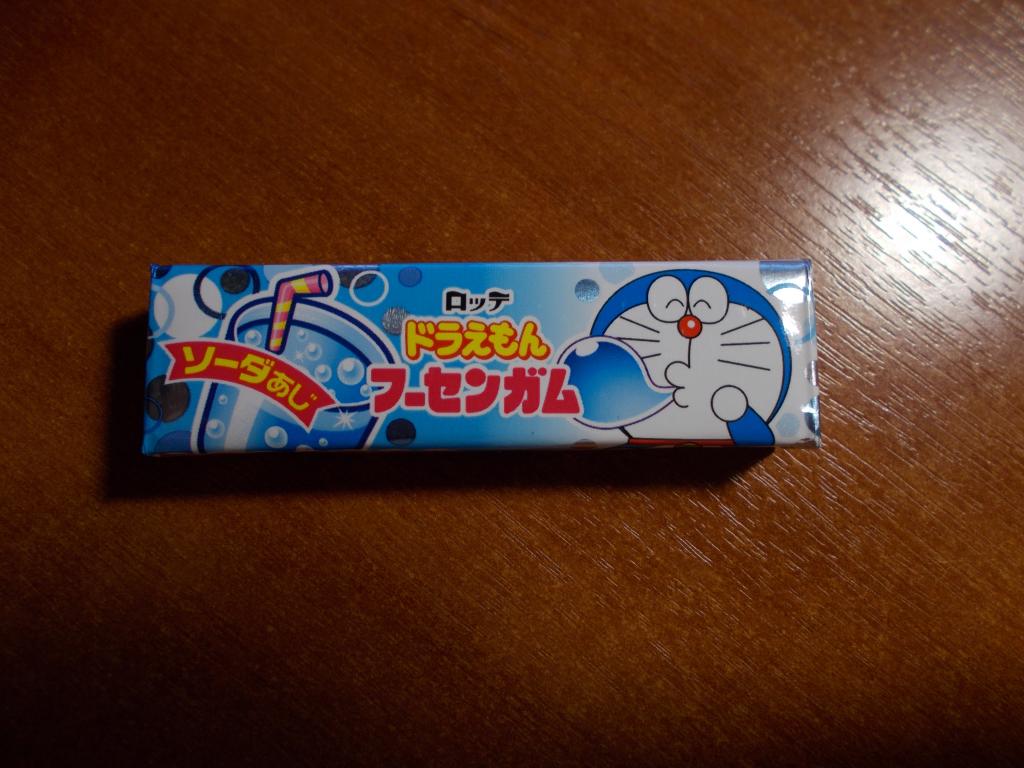 ロッテ
ドラえもん
フーセンガム
ソーダあじ